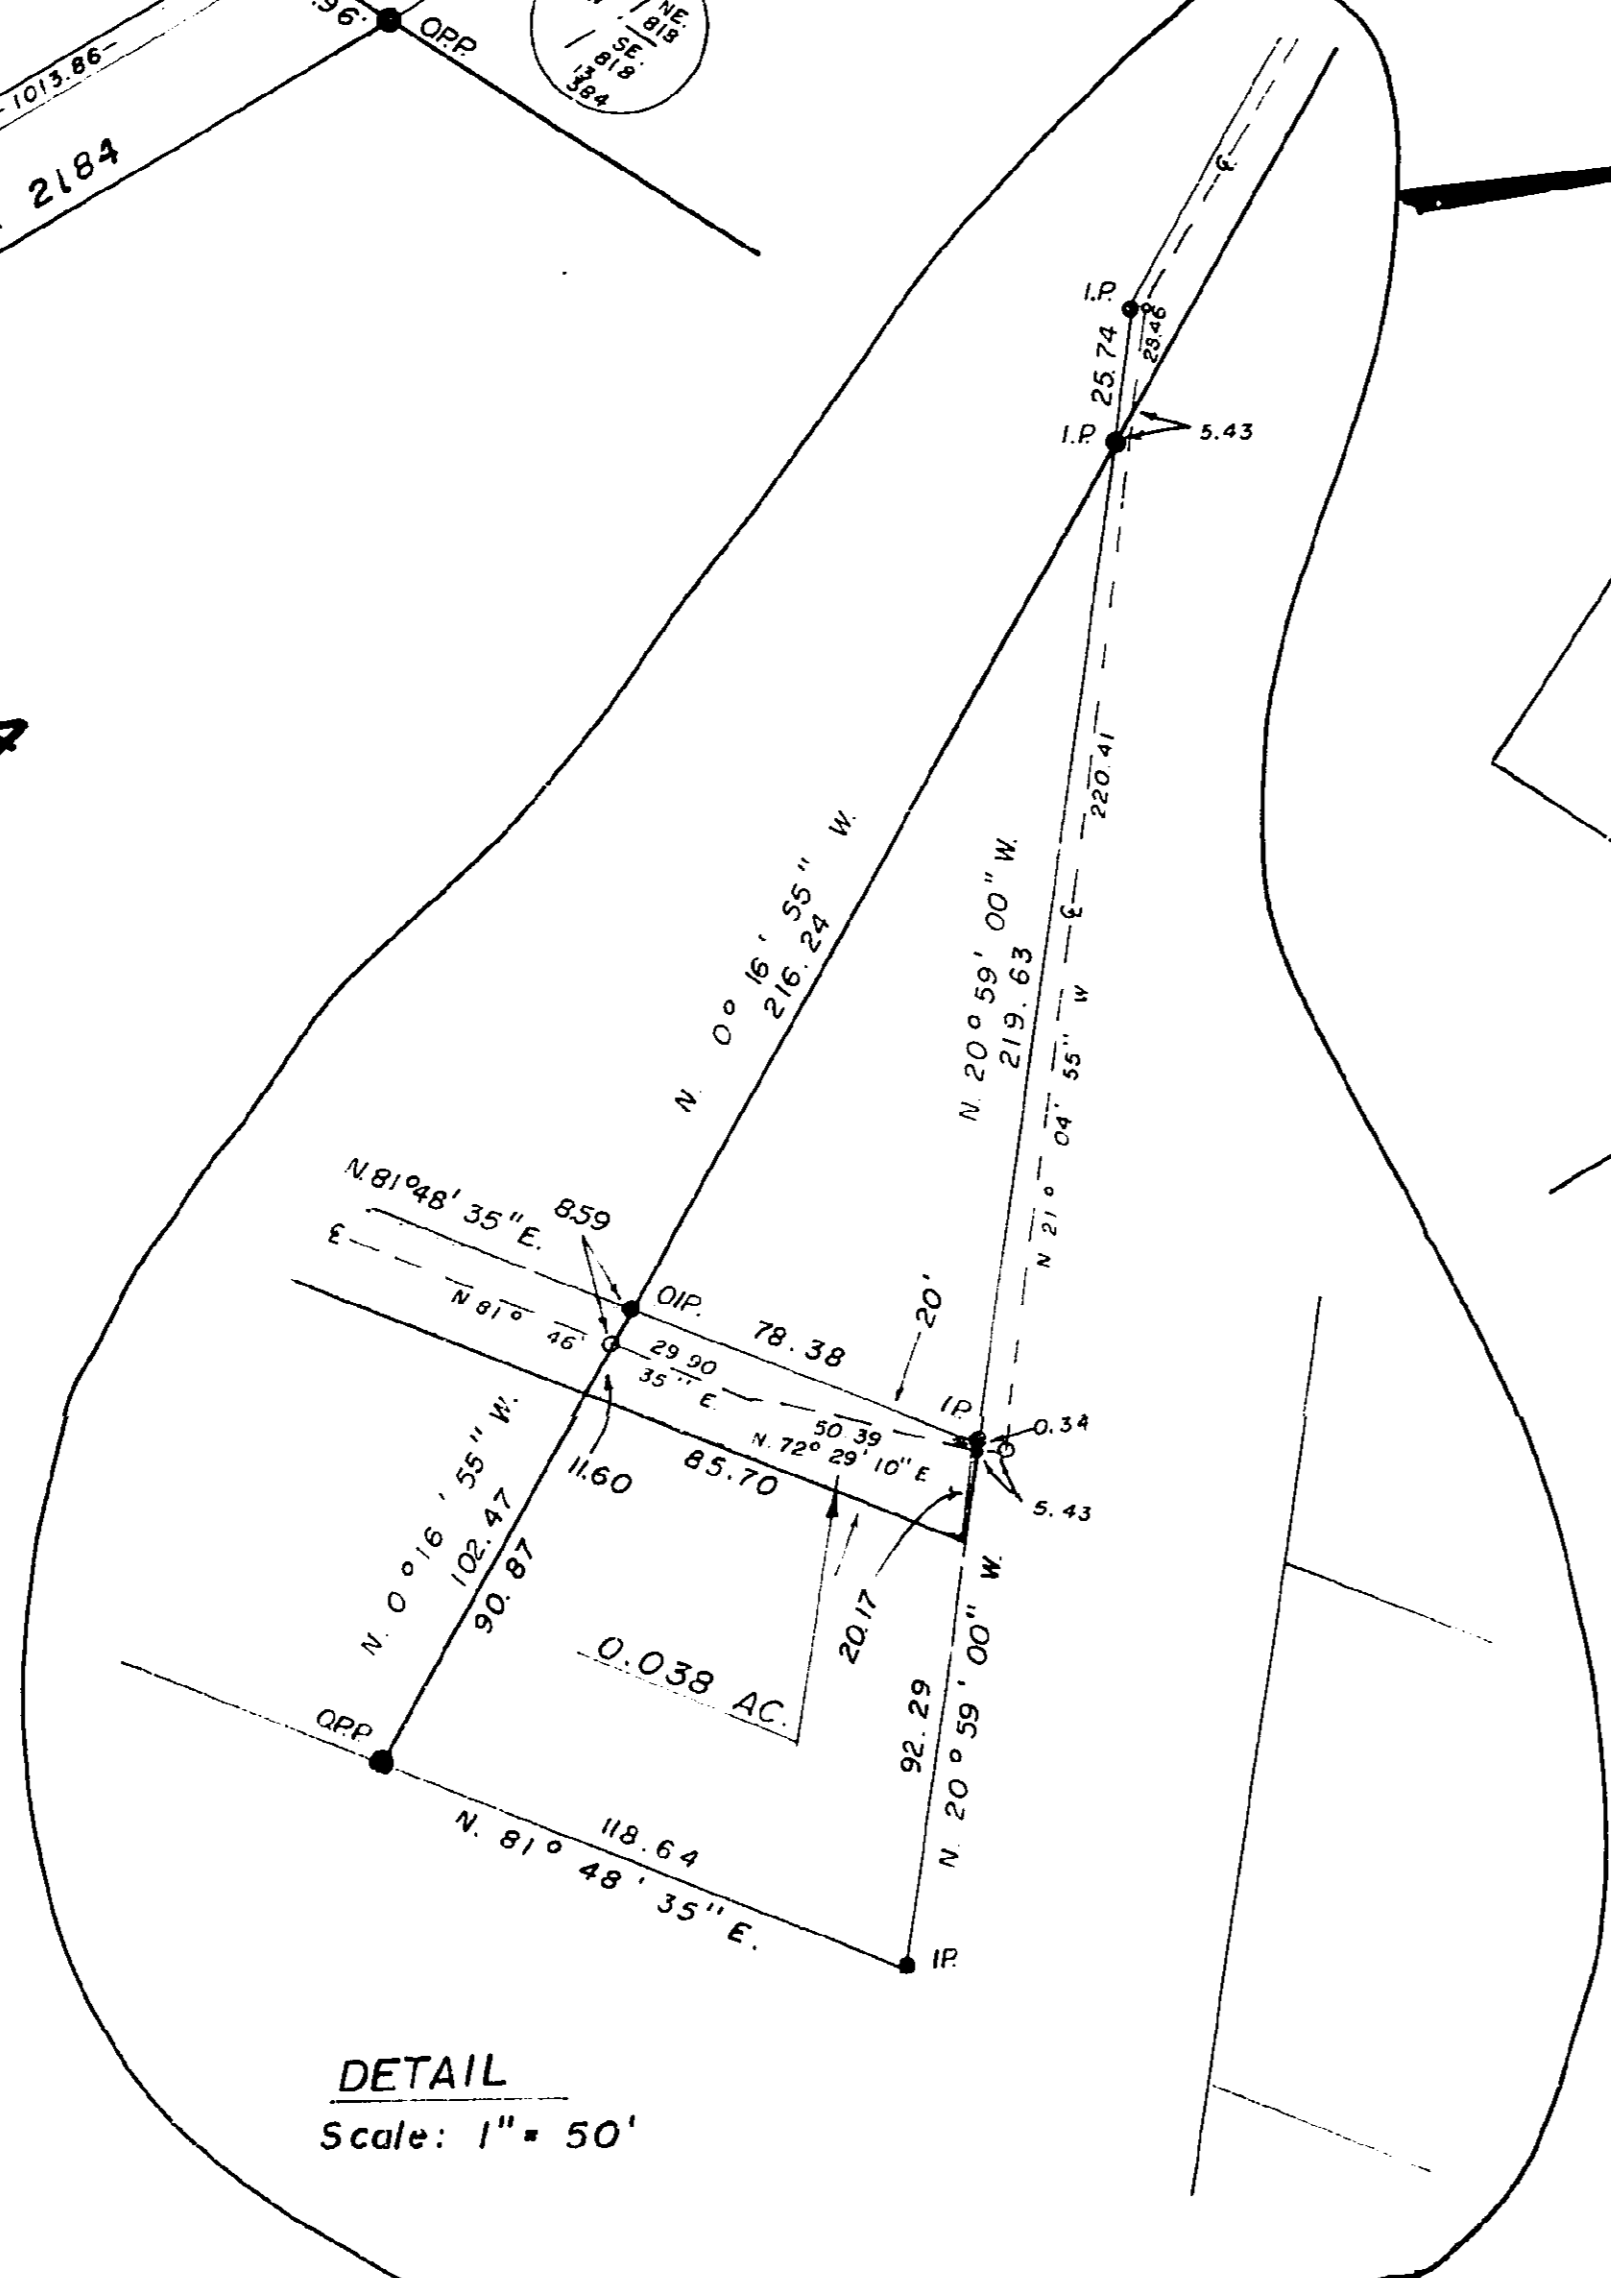 .96'
O.P.P.
NE.
818
SE.
818
13
384
-1013.86-
2184
I.P.
25.74
23.46
I.P.
5.43
220.41
N. 0° 16' 55" W.
216.24
N. 20° 59' 00" W.
219.63
N 21° 04' 55" W
N. 81° 48' 35" E.
8.59
O.I.P.
78.38
20'
N 81° 46' 35" E.
29.90
I.P.
0.34
50.39
N. 72° 29' 10" E
85.70
11.60
5.43
N. 0° 16' 55" W.
102.47
90.87
20.17
0.038 AC.
92.29
N. 20° 59' 00" W.
O.P.P.
118.64
N. 81° 48' 35" E.
I.P.
DETAIL
Scale: 1" = 50'